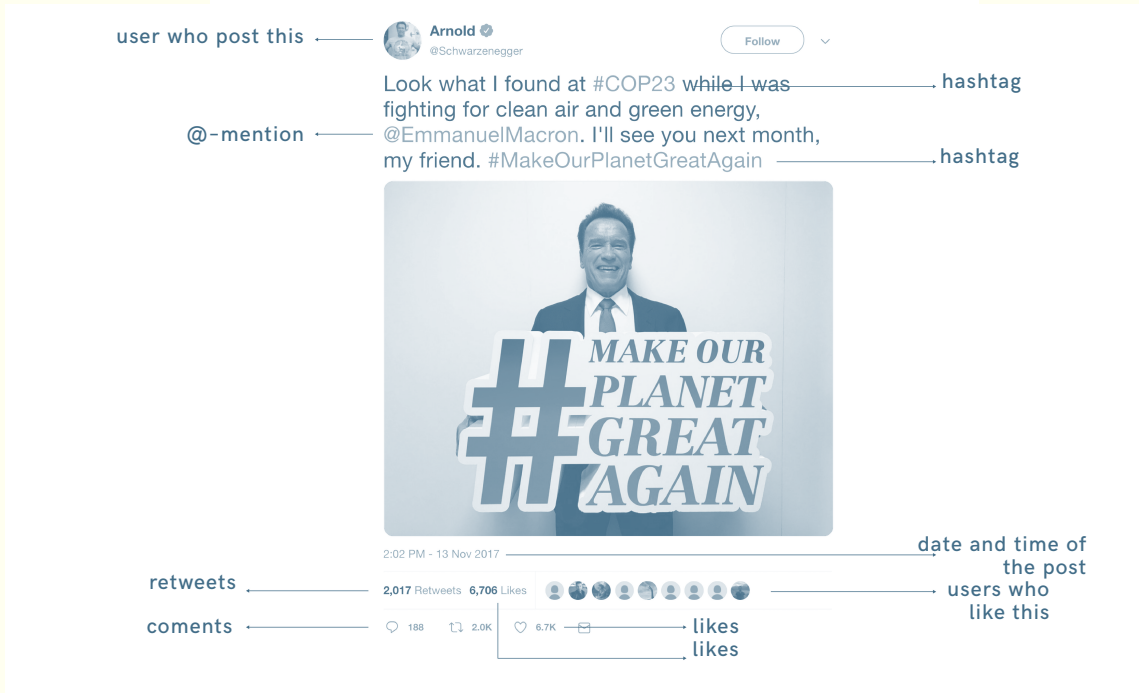 user who post this
Arnold
@Schwarzenegger
Follow
Look what I found at #COP23 while I was
hashtag
fighting for clean air and green energy,
@-mention
@EmmanuelMacron. I'll see you next month,
my friend. #MakeOurPlanetGreatAgain
hashtag
# MAKE OUR
PLANET
GREAT
AGAIN
2:02 PM - 13 Nov 2017
date and time of
the post
retweets
2,017 Retweets 6,706 Likes
users who
like this
coments
188 2.0K 6.7K
likes
likes